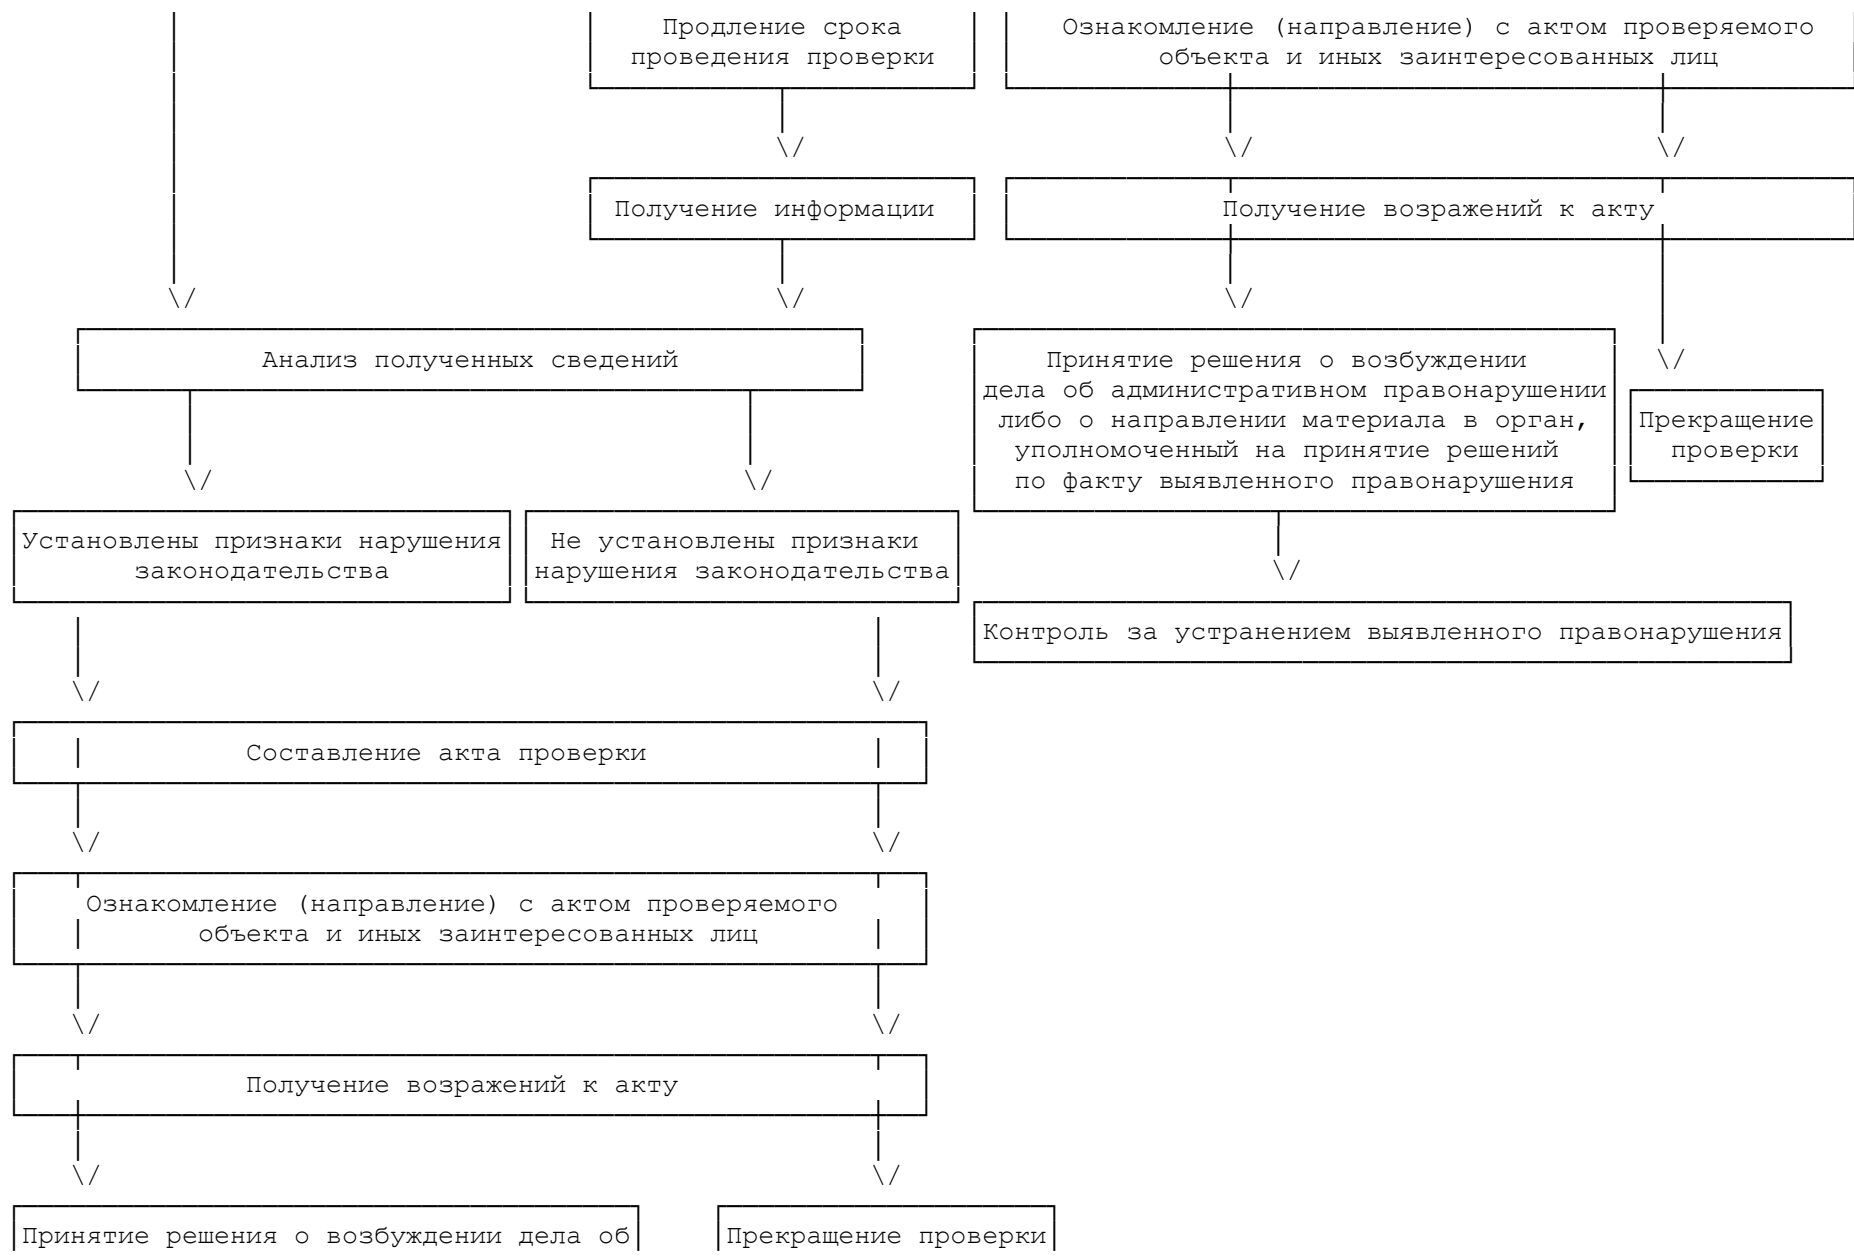 Продление срока
проведения проверки
Ознакомление (направление) с актом проверяемого
объекта и иных заинтересованных лиц
Получение информации
Получение возражений к акту
Анализ полученных сведений
Принятие решения о возбуждении
дела об административном правонарушении
либо о направлении материала в орган,
уполномоченный на принятие решений
по факту выявленного правонарушения
Прекращение
проверки
Установлены признаки нарушения
законодательства
Не установлены признаки
нарушения законодательства
Контроль за устранением выявленного правонарушения
Составление акта проверки
Ознакомление (направление) с актом проверяемого
объекта и иных заинтересованных лиц
Получение возражений к акту
Принятие решения о возбуждении дела об
Прекращение проверки